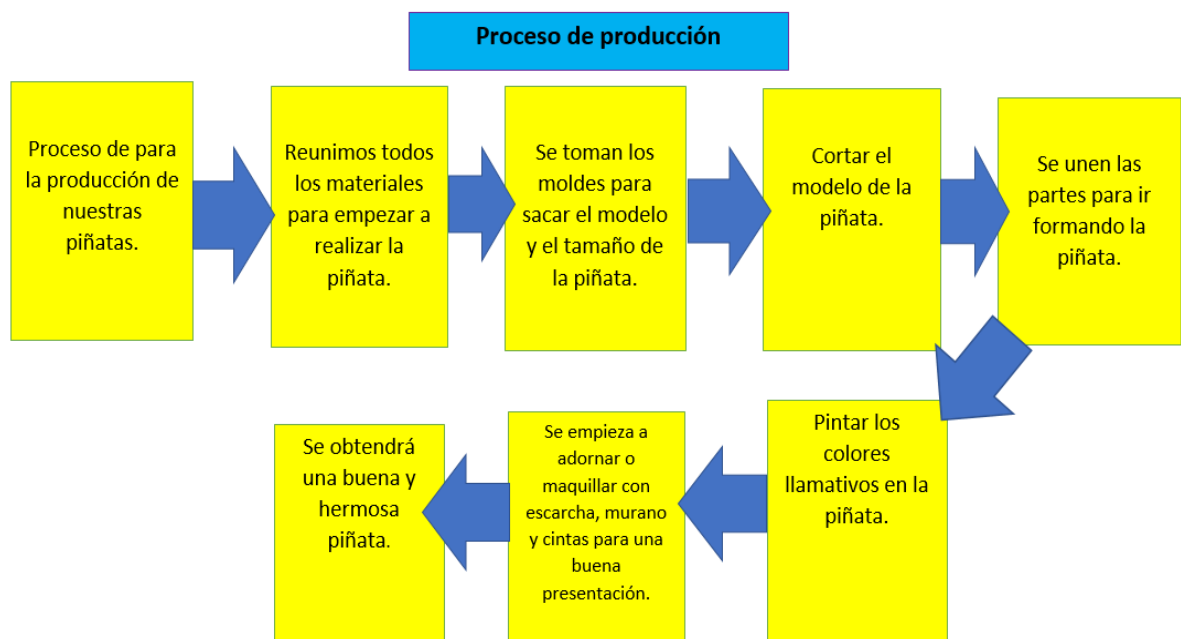 Proceso de producción
Proceso de para
la producción de
nuestras
piñatas.
Reunimos todos
los materiales
para empezar a
realizar la
piñata.
Se toman los
moldes para
sacar el modelo
y el tamaño de
la piñata.
Cortar el
modelo de la
piñata.
Se unen las
partes para ir
formando la
piñata.
Pintar los
colores
llamativos en la
piñata.
Se empieza a
adornar o
maquillar con
escarcha, murano
y cintas para una
buena
presentación.
Se obtendrá
una buena y
hermosa
piñata.